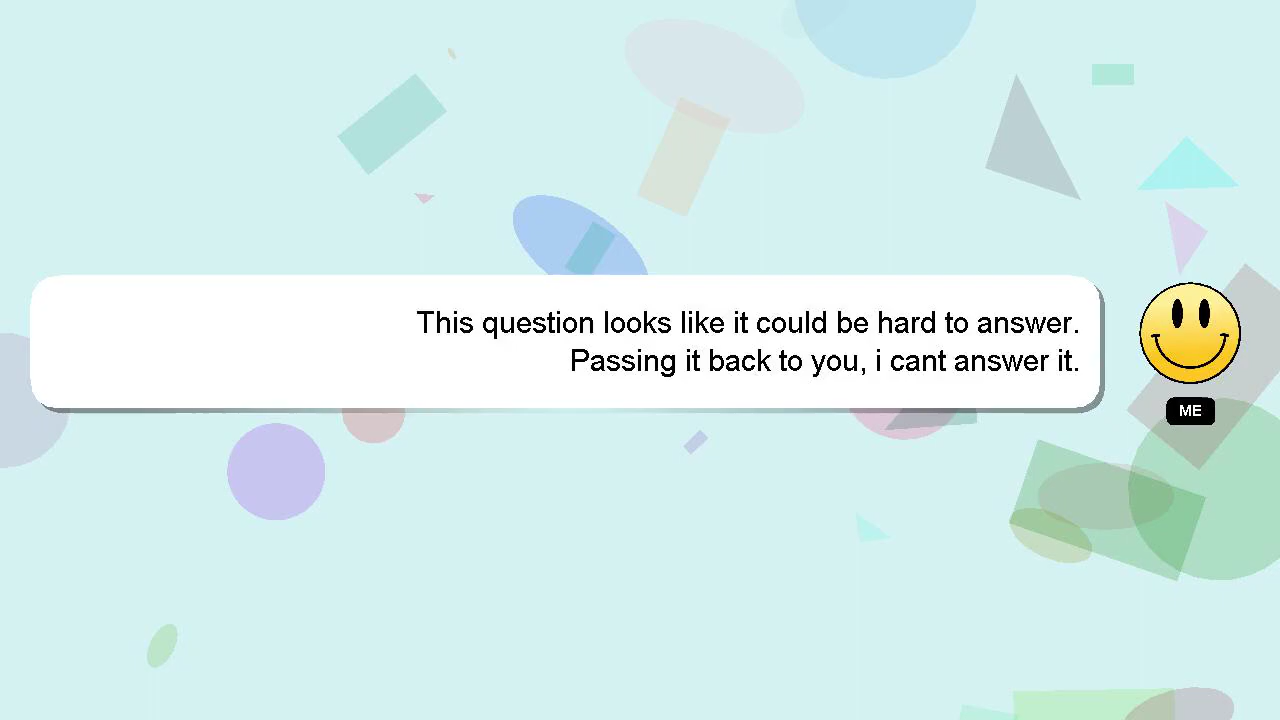 This question looks like it could be hard to answer.
Passing it back to you, i cant answer it.
ME